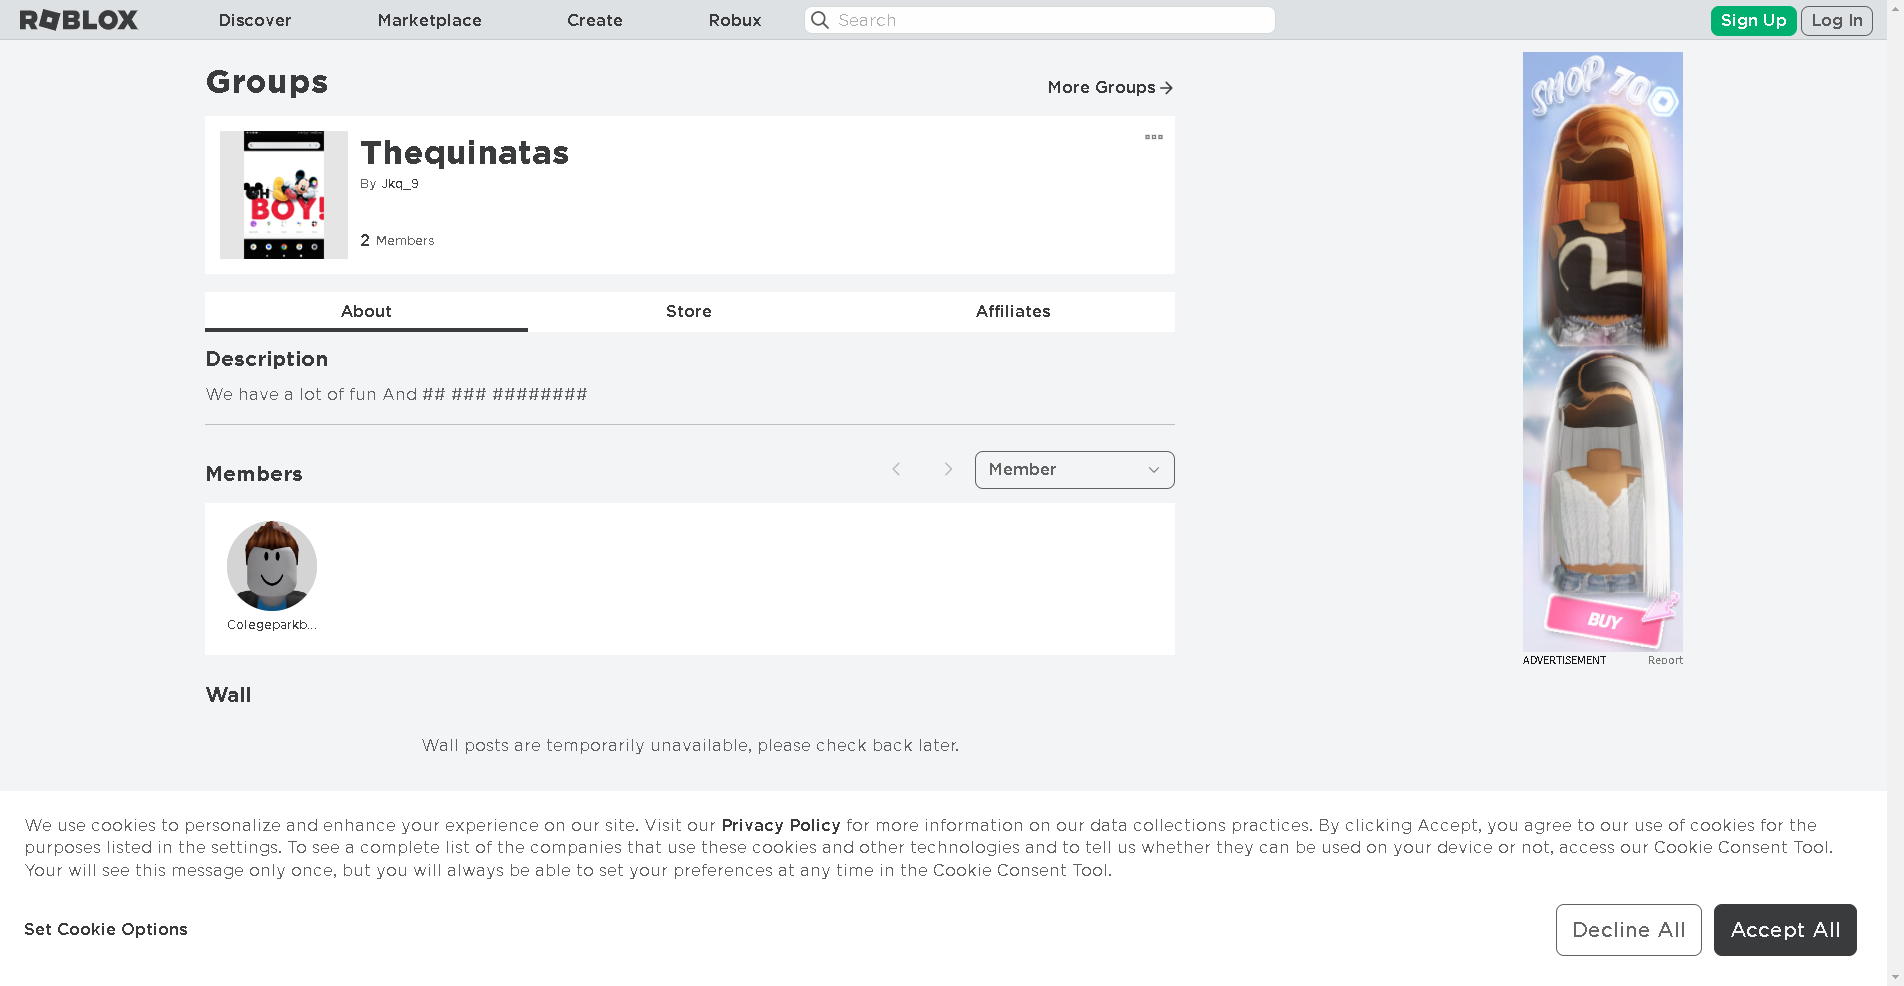 ROBLOX Discover Marketplace Create Robux Search Sign Up Log In
Groups
More Groups
Thequinatas
By Jkq_9
2 Members
OH
BOY!
About Store Affiliates
Description
We have a lot of fun And ## ### ########
Members
Member
Colegeparkb...
Wall
Wall posts are temporarily unavailable, please check back later.
SHOP 70
BUY
ADVERTISEMENT Report
We use cookies to personalize and enhance your experience on our site. Visit our Privacy Policy for more information on our data collections practices. By clicking Accept, you agree to our use of cookies for the
purposes listed in the settings. To see a complete list of the companies that use these cookies and other technologies and to tell us whether they can be used on your device or not, access our Cookie Consent Tool.
Your will see this message only once, but you will always be able to set your preferences at any time in the Cookie Consent Tool.
Set Cookie Options
Decline All Accept All